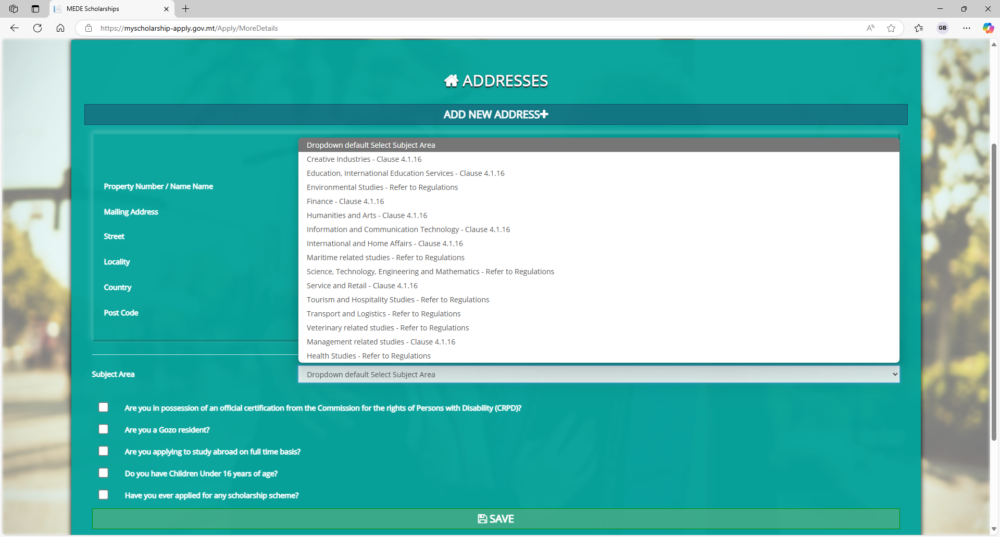 MEDE Scholarships
https://myscholarship-apply.gov.mt/Apply/MoreDetails
GB
ADDRESSES
ADD NEW ADDRESS
Property Number / Name Name
Mailing Address
Street
Locality
Country
Post Code
Dropdown default Select Subject Area
Creative Industries - Clause 4.1.16
Education, International Education Services - Clause 4.1.16
Environmental Studies - Refer to Regulations
Finance - Clause 4.1.16
Humanities and Arts - Clause 4.1.16
Information and Communication Technology - Clause 4.1.16
International and Home Affairs - Clause 4.1.16
Maritime related studies - Refer to Regulations
Science, Technology, Engineering and Mathematics - Refer to Regulations
Service and Retail - Clause 4.1.16
Tourism and Hospitality Studies - Refer to Regulations
Transport and Logistics - Refer to Regulations
Veterinary related studies - Refer to Regulations
Management related studies - Clause 4.1.16
Health Studies - Refer to Regulations
Subject Area
Dropdown default Select Subject Area
Are you in possession of an official certification from the Commission for the rights of Persons with Disability (CRPD)?
Are you a Gozo resident?
Are you applying to study abroad on full time basis?
Do you have Children Under 16 years of age?
Have you ever applied for any scholarship scheme?
SAVE